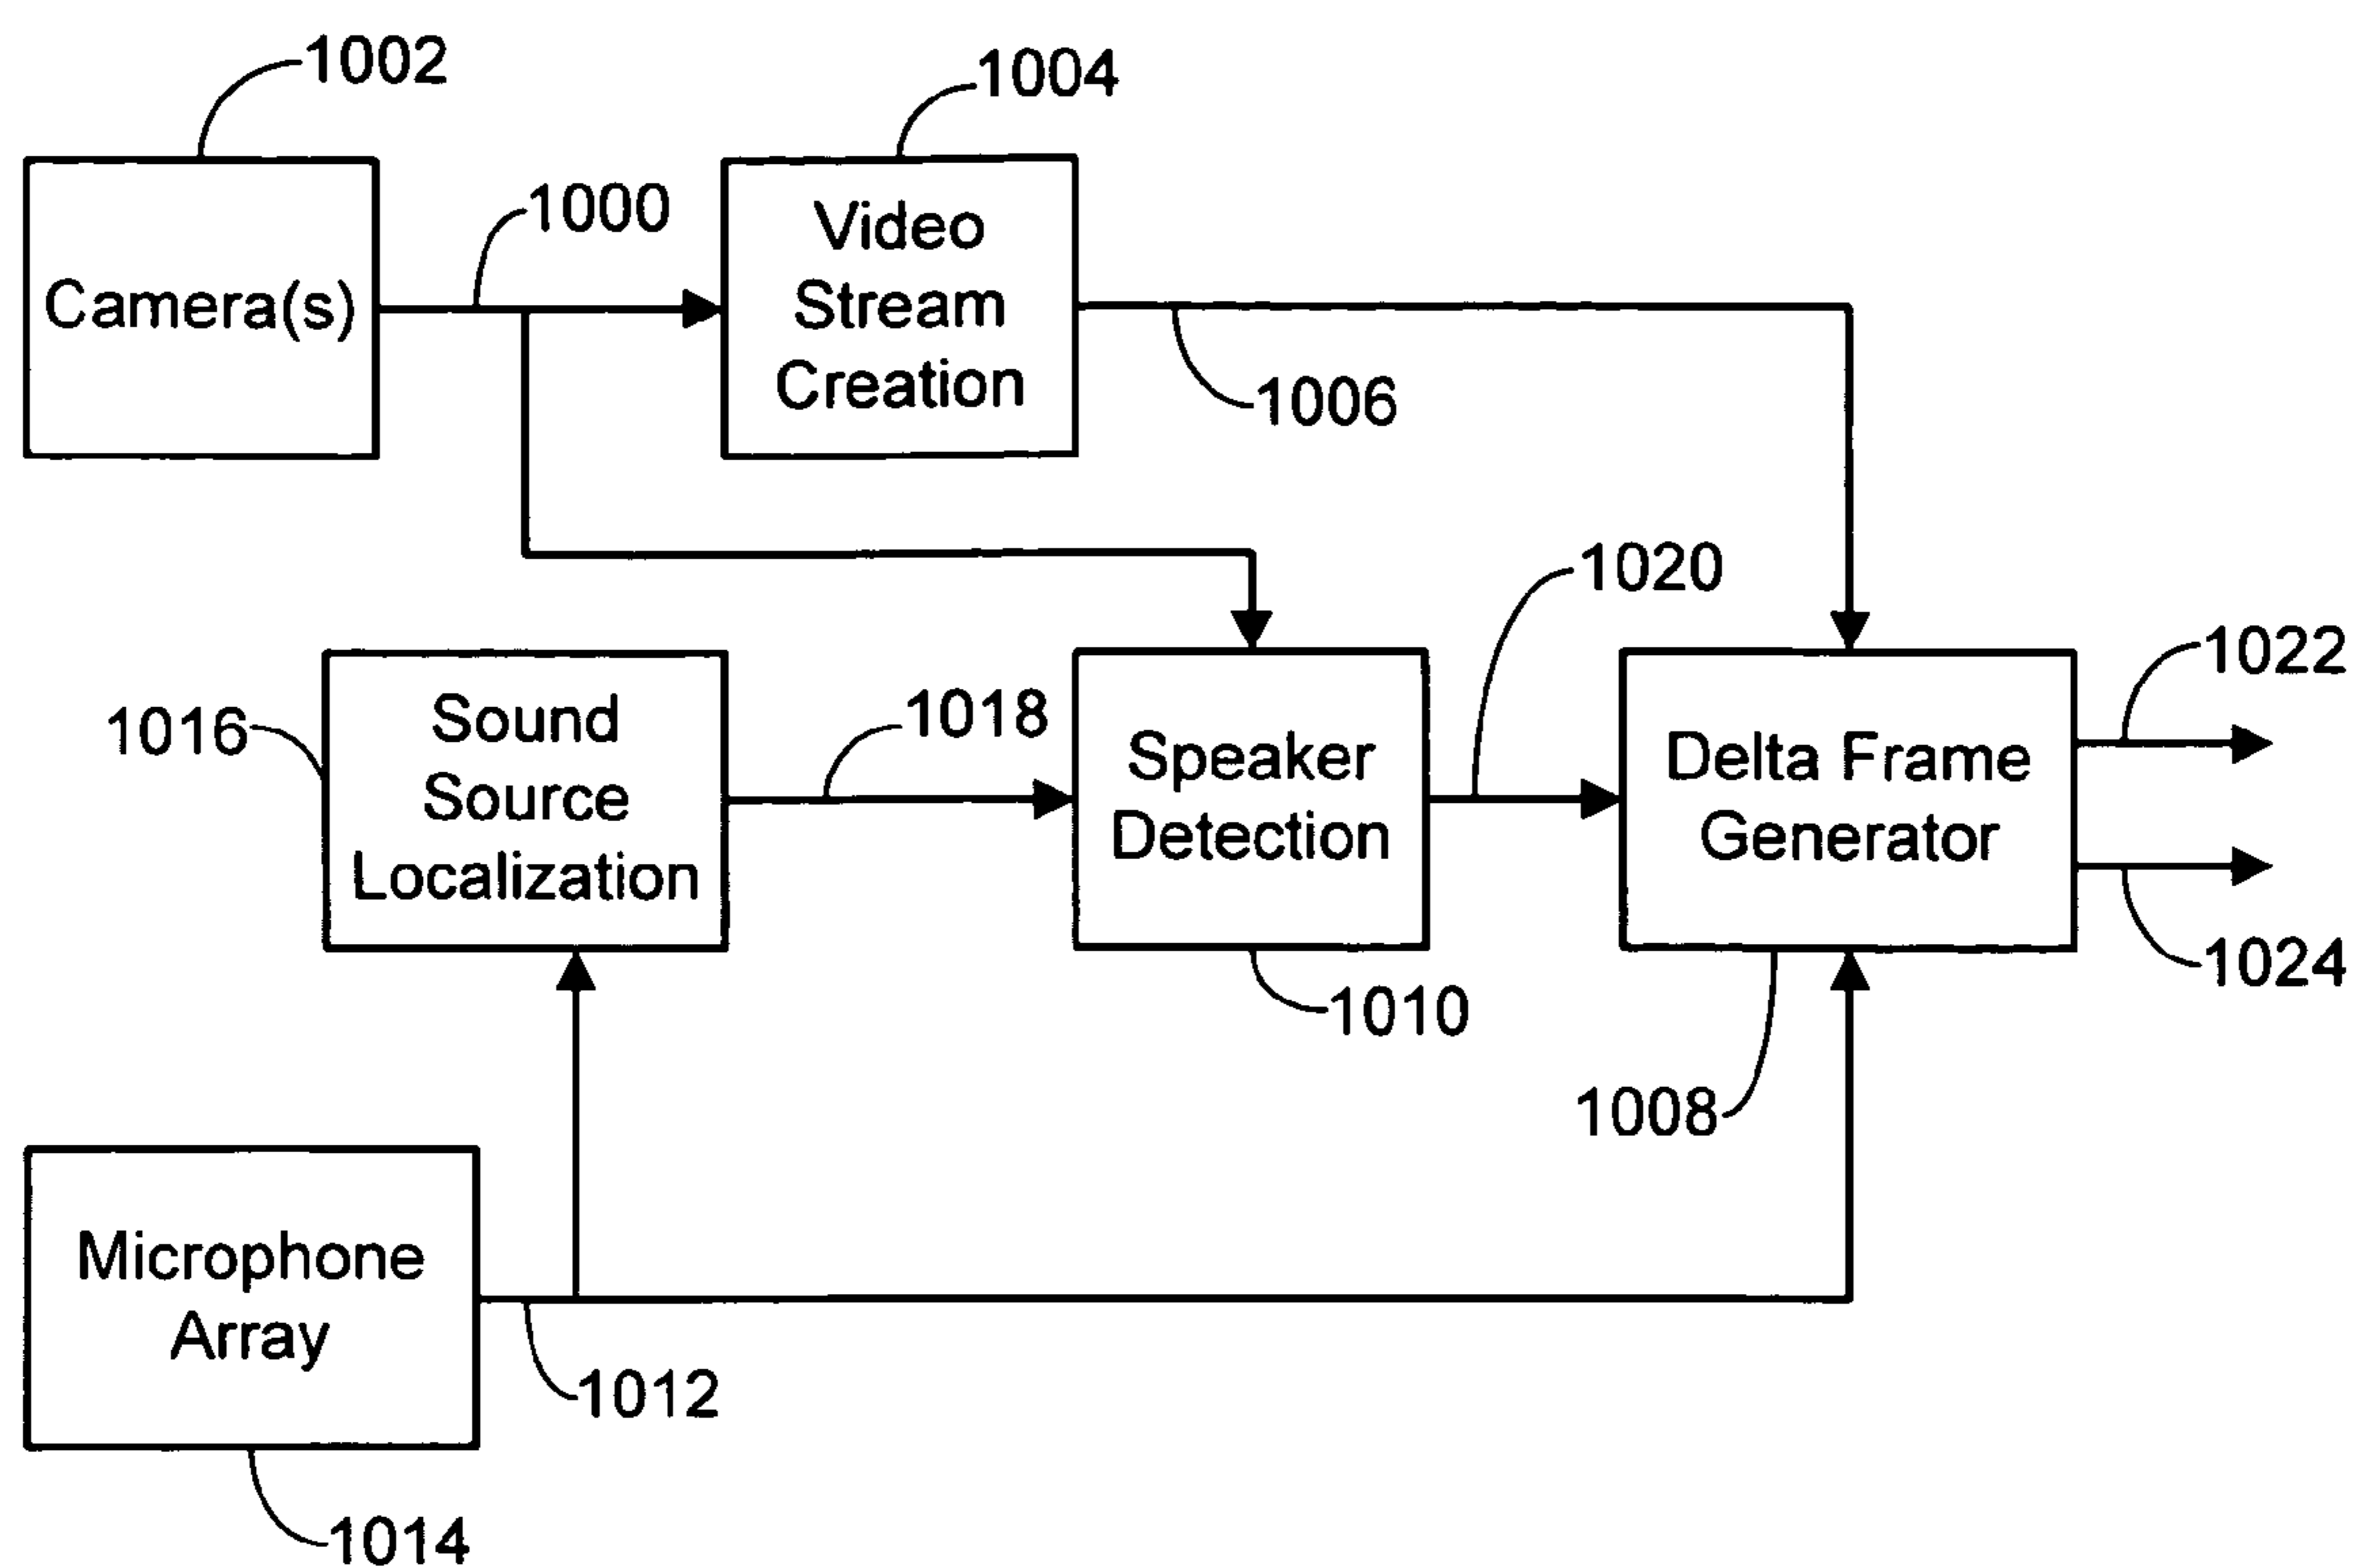 1002
1004
1000
Camera(s)
Video
Stream
Creation
1006
1020
1022
1016
Sound
Source
Localization
1018
Speaker
Detection
Delta Frame
Generator
1024
1010
1008
Microphone
Array
1012
1014